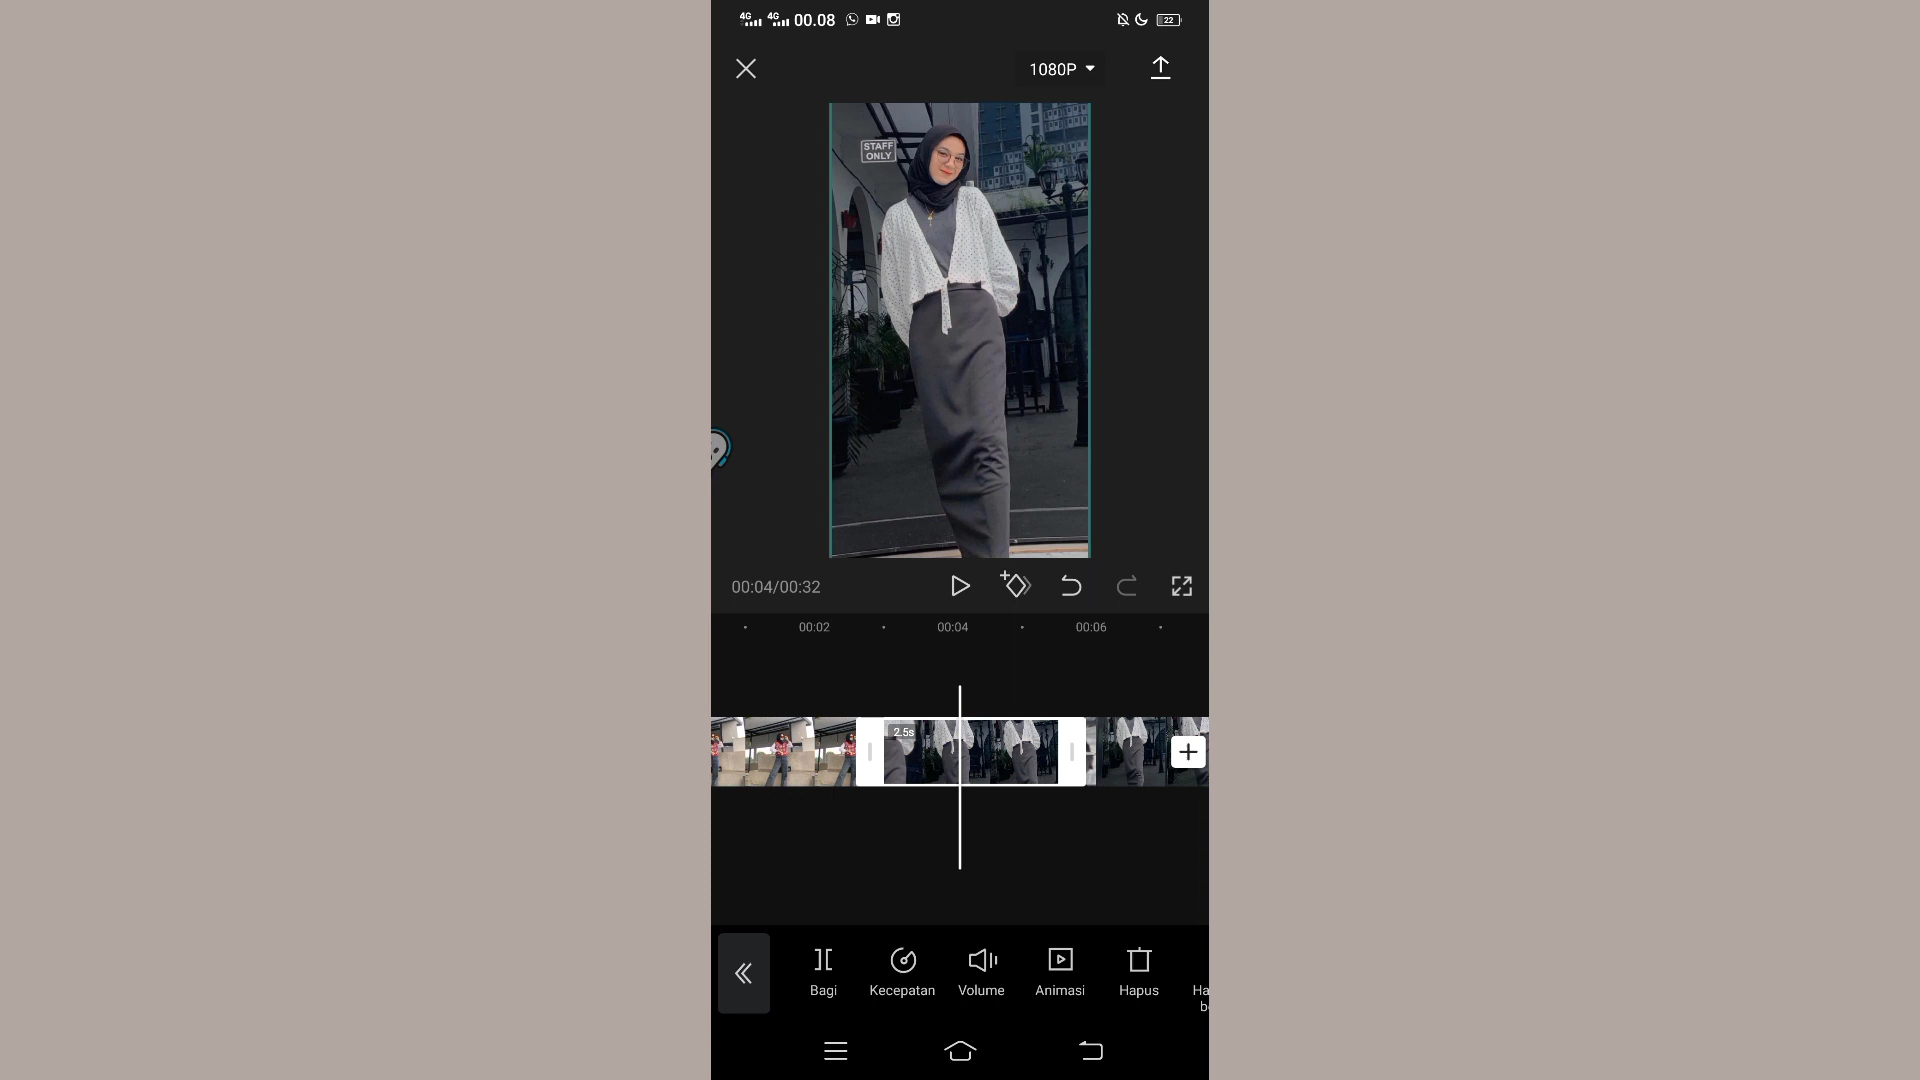 4G 4G 00.08 22
1080P
STAFF
ONLY
00:04/00:32
00:02 00:04 00:06
2.5s
Bagi Kecepatan Volume Animasi Hapus Ha
b